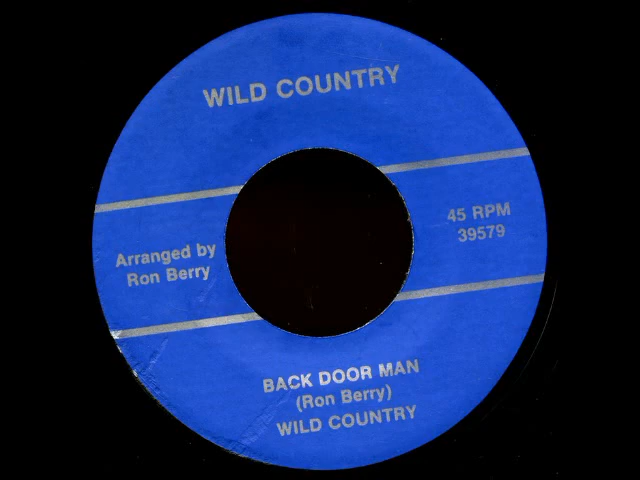 WILD COUNTRY
45 RPM
39579
Arranged by
Ron Berry
BACK DOOR MAN
(Ron Berry)
WILD COUNTRY